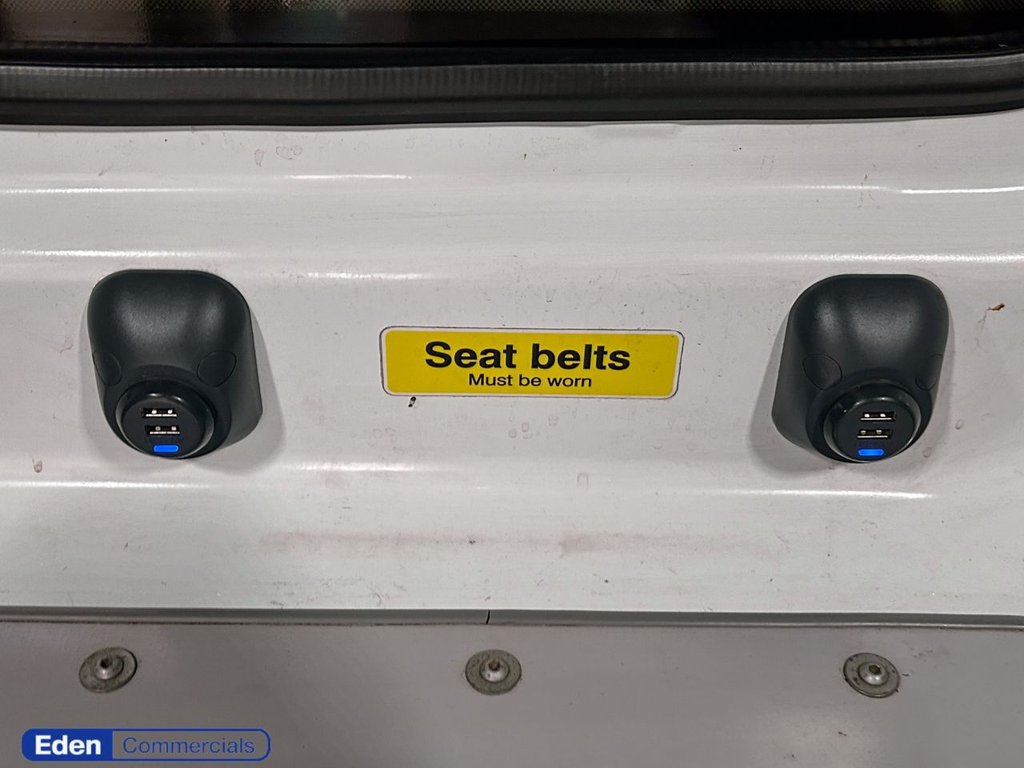 Seat belts
Must be worn
Eden Commercials